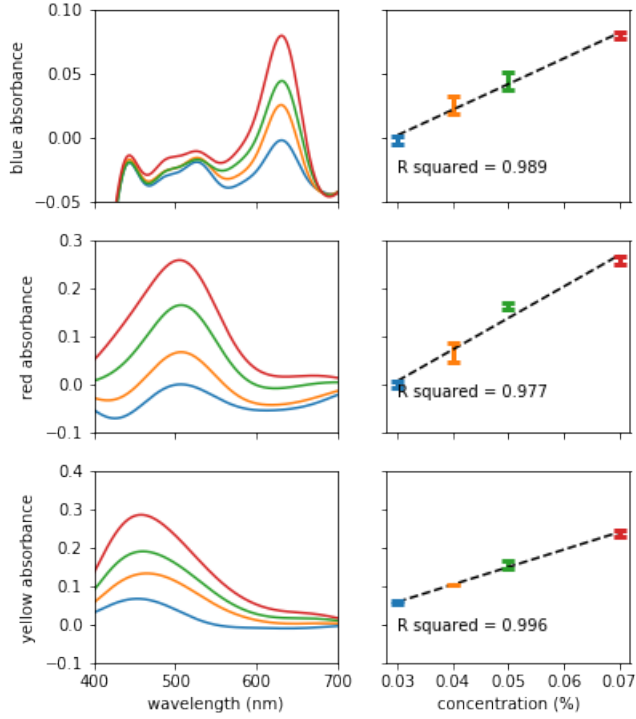 0.10
0.05
0.00
−0.05
blue absorbance
R squared = 0.989
0.3
0.2
0.1
0.0
−0.1
red absorbance
R squared = 0.977
0.4
0.3
0.2
0.1
0.0
−0.1
yellow absorbance
R squared = 0.996
400 500 600 700
wavelength (nm)
0.03 0.04 0.05 0.06 0.07
concentration (%)